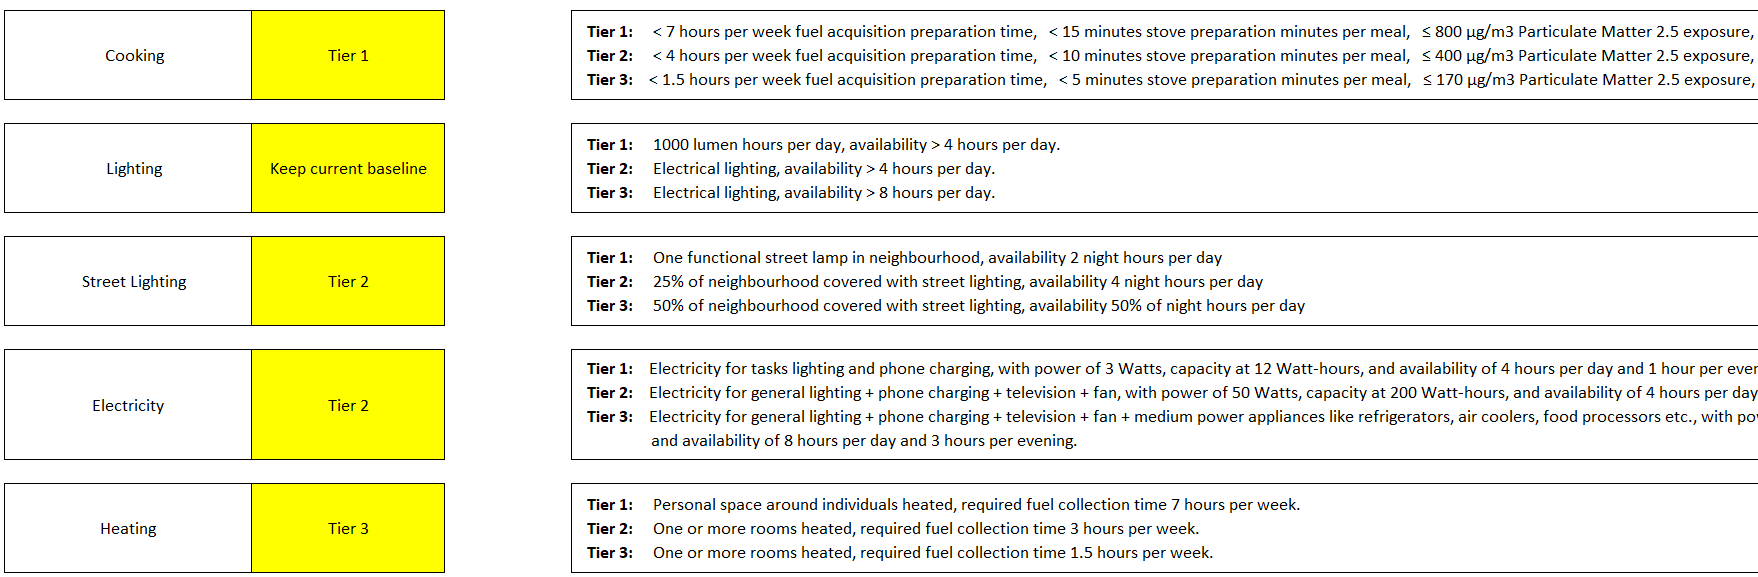 Cooking
Tier 1
Tier 1: < 7 hours per week fuel acquisition preparation time, < 15 minutes stove preparation minutes per meal, ≤ 800 µg/m3 Particulate Matter 2.5 exposure,
Tier 2: < 4 hours per week fuel acquisition preparation time, < 10 minutes stove preparation minutes per meal, ≤ 400 µg/m3 Particulate Matter 2.5 exposure,
Tier 3: < 1.5 hours per week fuel acquisition preparation time, < 5 minutes stove preparation minutes per meal, ≤ 170 µg/m3 Particulate Matter 2.5 exposure,
Lighting
Keep current baseline
Tier 1: 1000 lumen hours per day, availability > 4 hours per day.
Tier 2: Electrical lighting, availability > 4 hours per day.
Tier 3: Electrical lighting, availability > 8 hours per day.
Street Lighting
Tier 2
Tier 1: One functional street lamp in neighbourhood, availability 2 night hours per day
Tier 2: 25% of neighbourhood covered with street lighting, availability 4 night hours per day
Tier 3: 50% of neighbourhood covered with street lighting, availability 50% of night hours per day
Electricity
Tier 2
Tier 1: Electricity for tasks lighting and phone charging, with power of 3 Watts, capacity at 12 Watt-hours, and availability of 4 hours per day and 1 hour per
Tier 2: Electricity for general lighting + phone charging + television + fan, with power of 50 Watts, capacity at 200 Watt-hours, and availability of 4 hours per day
Tier 3: Electricity for general lighting + phone charging + television + fan + medium power appliances like refrigerators, air coolers, food processors etc., with
and availability of 8 hours per day and 3 hours per evening.
Heating
Tier 3
Tier 1: Personal space around individuals heated, required fuel collection time 7 hours per week.
Tier 2: One or more rooms heated, required fuel collection time 3 hours per week.
Tier 3: One or more rooms heated, required fuel collection time 1.5 hours per week.